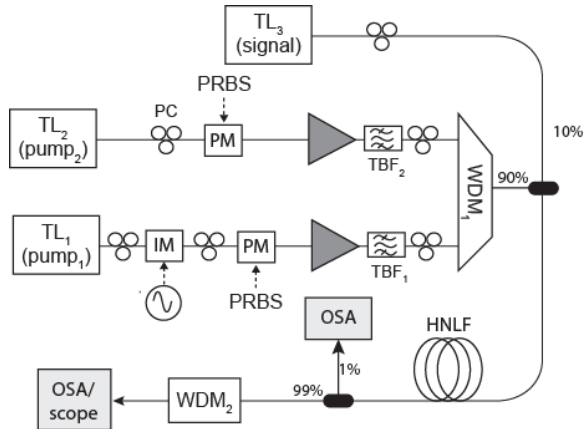 TL3
(signal)
PRBS
PC
TL2
(pump2)
PM
TBF2
10%
90%
WDM1
TL1
(pump1)
IM
PM
TBF1
PRBS
OSA
HNLF
1%
99%
OSA/
scope
WDM2